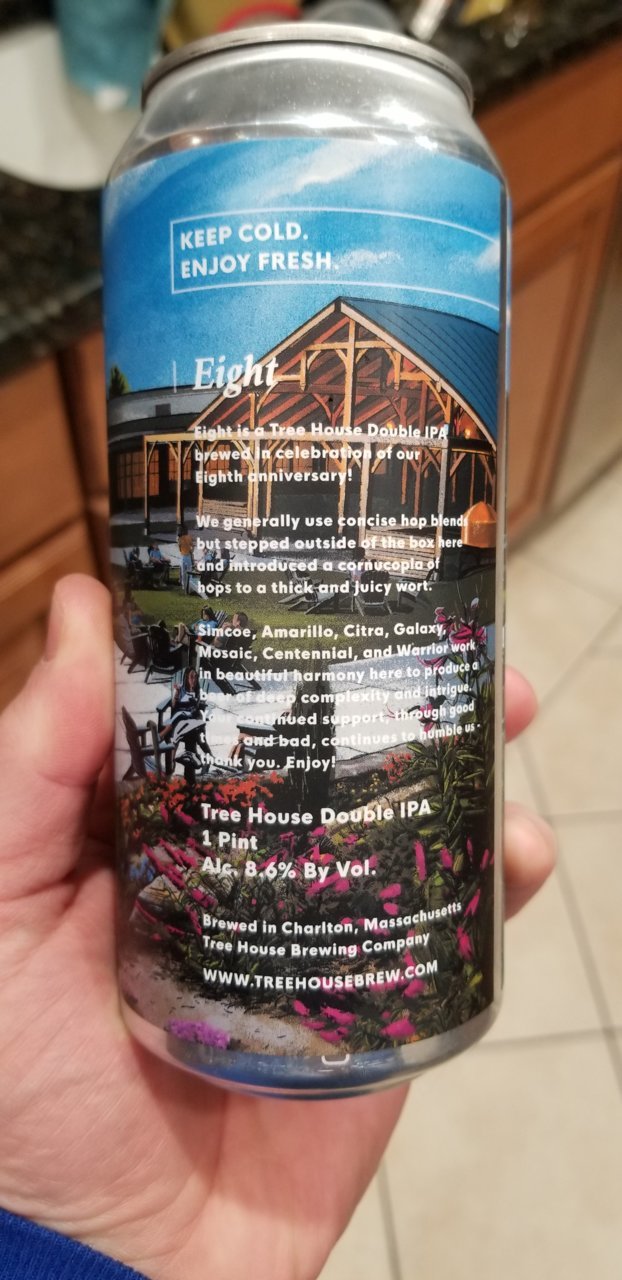 KEEP COLD.
ENJOY FRESH.
Eight
Eight is a Tree House Double IPA
brewed in celebration of our
Eighth anniversary!
We generally use concise hop blends
but stepped outside of the box here
and introduced a cornucopia of
hops to a thick and juicy wort.
Simcoe, Amarillo, Citra, Galaxy,
Mosaic, Centennial, and Warrior work
in beautiful harmony here to produce a
beer of deep complexity and intrigue.
Your continued support, through good
times and bad, continues to humble us -
thank you. Enjoy!
Tree House Double IPA
1 Pint
Alc. 8.6% By Vol.
Brewed in Charlton, Massachusetts
Tree House Brewing Company
WWW.TREEHOUSEBREW.COM